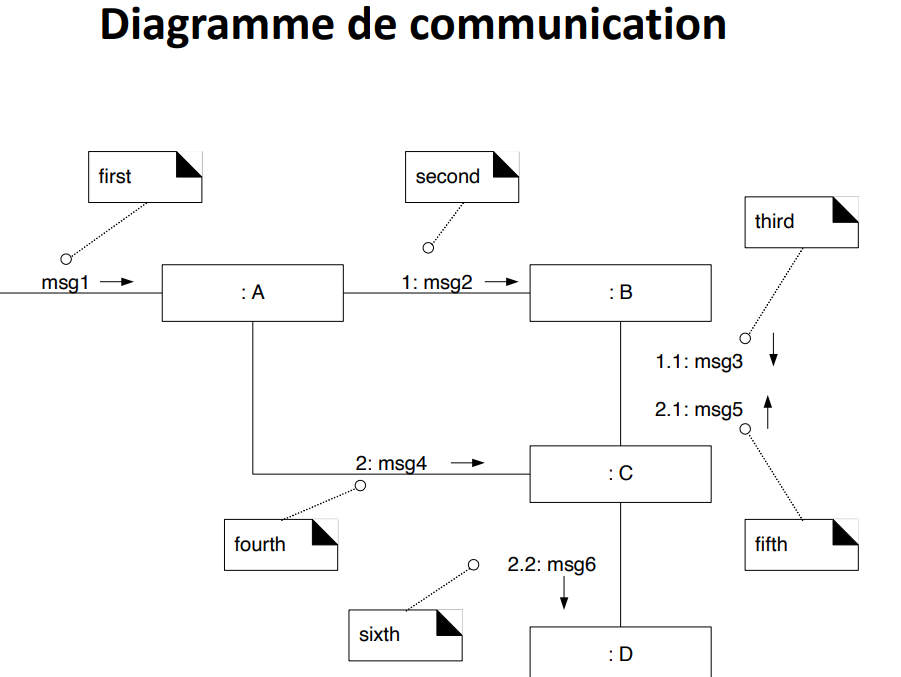 Diagramme de communication
first
second
third
msg1
: A
1: msg2
: B
1.1: msg3
2.1: msg5
2: msg4
: C
fourth
fifth
2.2: msg6
sixth
: D